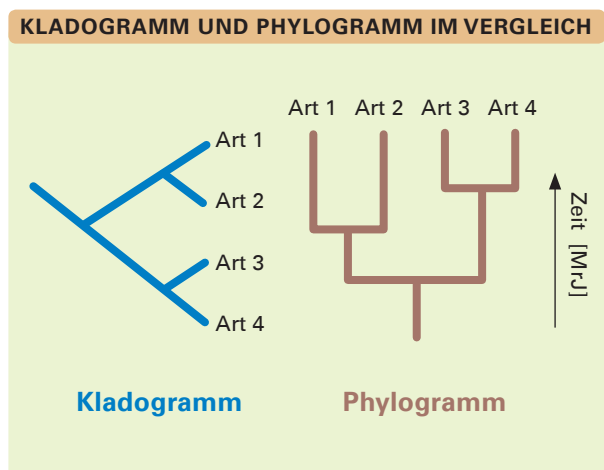 KLADOGRAMM UND PHYLOGRAMM IM VERGLEICH
Art 1
Art 2
Art 3
Art 4
Art 1 Art 2 Art 3 Art 4
Zeit [MrJ]
Kladogramm
Phylogramm